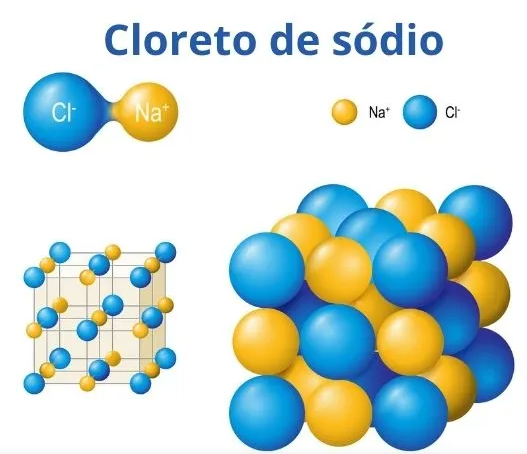 Cloreto de sódio
Cl⁻ Na⁺
Na⁺ Cl⁻